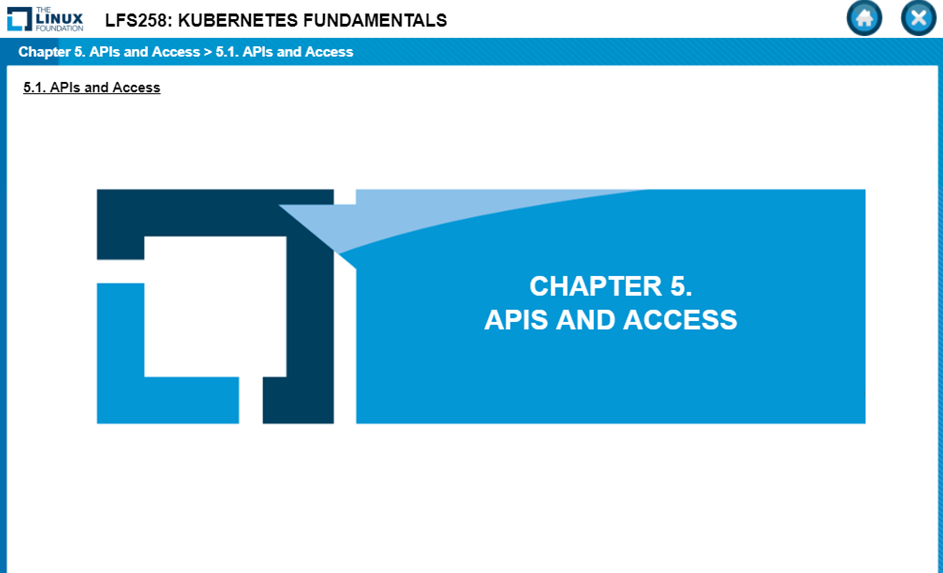 THE
LINUX
FOUNDATION
LFS258: KUBERNETES FUNDAMENTALS
Chapter 5. APIs and Access > 5.1. APIs and Access
5.1. APIs and Access
CHAPTER 5.
APIS AND ACCESS